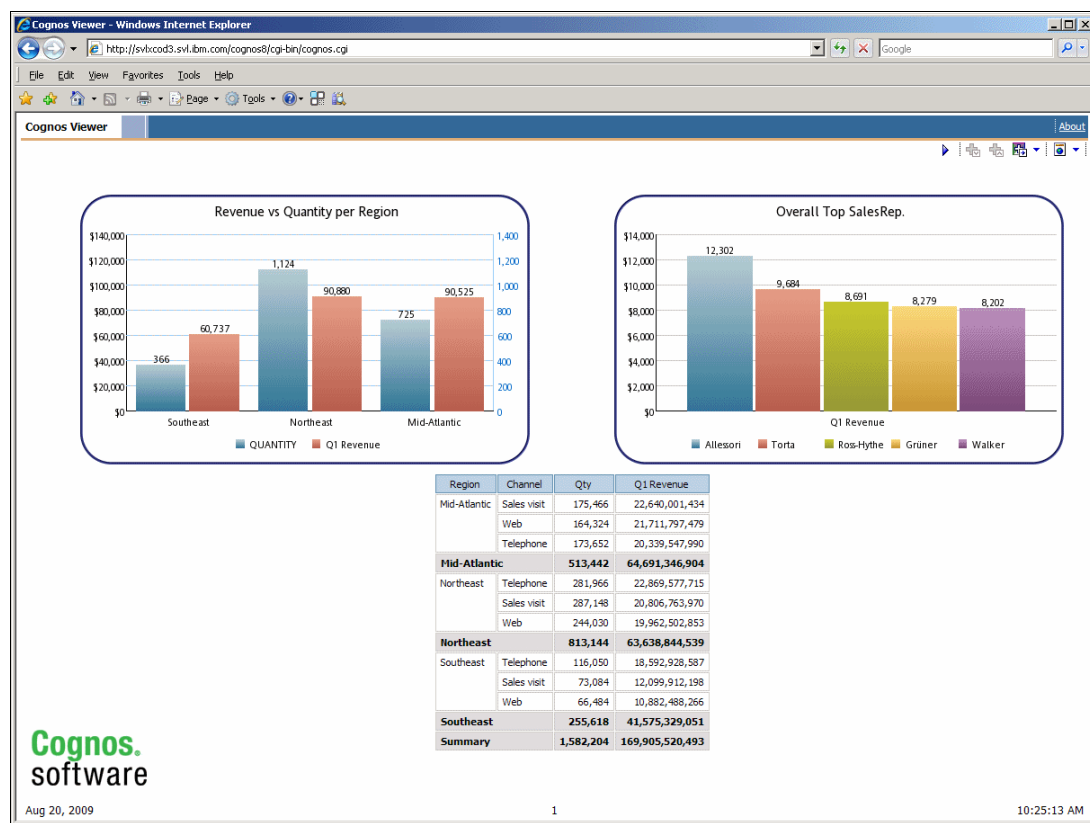 Cognos Viewer - Windows Internet Explorer
http://svlxcod3.svl.ibm.com/cognos8/cgi-bin/cognos.cgi
Google
File Edit View Favorites Tools Help
Page Tools
Cognos Viewer
About
Revenue vs Quantity per Region
$140,000
$120,000
$100,000
$80,000
$60,000
$40,000
$20,000
$0
1,400
1,200
1,000
800
600
400
200
0
366
60,737
1,124
90,880
725
90,525
Southeast
Northeast
Mid-Atlantic
QUANTITY
Q1 Revenue
Overall Top SalesRep.
$14,000
$12,000
$10,000
$8,000
$6,000
$4,000
$2,000
$0
12,302
9,684
8,691
8,279
8,202
Q1 Revenue
Allessori
Torta
Ross-Hythe
Grüner
Walker
Region Channel Qty Q1 Revenue
Mid-Atlantic Sales visit 175,466 22,640,001,434
Web 164,324 21,711,797,479
Telephone 173,652 20,339,547,990
Mid-Atlantic 513,442 64,691,346,904
Northeast Telephone 281,966 22,869,577,715
Sales visit 287,148 20,806,763,970
Web 244,030 19,962,502,853
Northeast 813,144 63,638,844,539
Southeast Telephone 116,050 18,592,928,587
Sales visit 73,084 12,099,912,198
Web 66,484 10,882,488,266
Southeast 255,618 41,575,329,051
Summary 1,582,204 169,905,520,493
Cognos.
software
Aug 20, 2009
1
10:25:13 AM